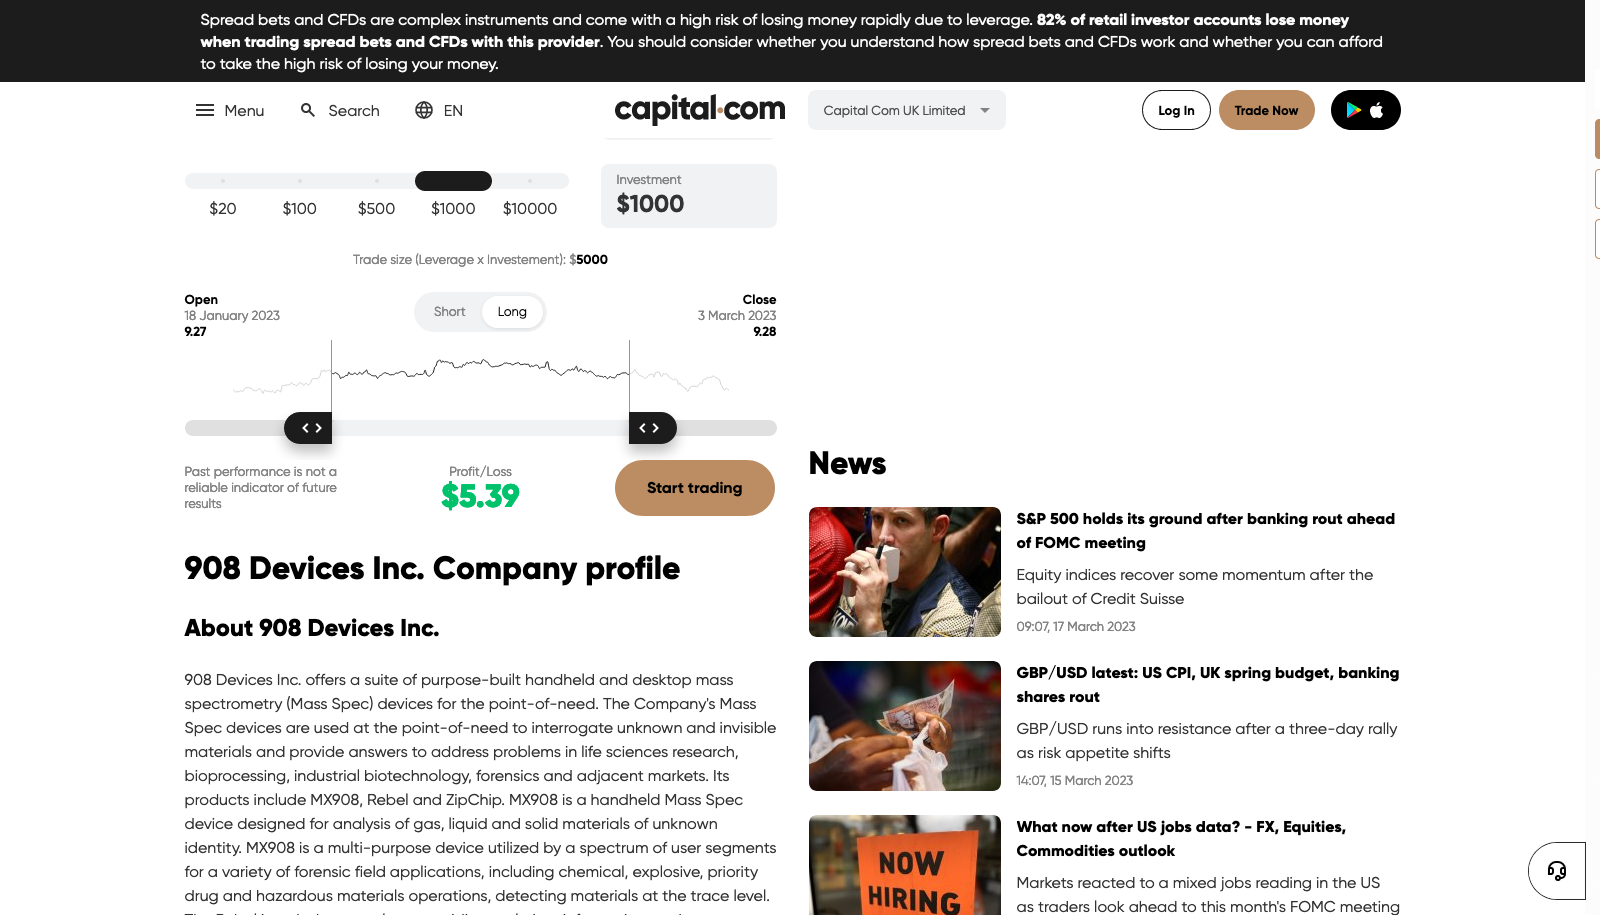 Spread bets and CFDs are complex instruments and come with a high risk of losing money rapidly due to leverage. 82% of retail investor accounts lose money
when trading spread bets and CFDs with this provider. You should consider whether you understand how spread bets and CFDs work and whether you can afford
to take the high risk of losing your money.
Menu
Search
EN
capital.com
Capital Com UK Limited
Log In
Trade Now
$20
$100
$500
$1000
$10000
Investment
$1000
Trade size (Leverage x Investement): $5000
Open
18 January 2023
9.27
Short
Long
Close
3 March 2023
9.28
Past performance is not a
reliable indicator of future
results
Profit/Loss
$5.39
Start trading
908 Devices Inc. Company profile
About 908 Devices Inc.
908 Devices Inc. offers a suite of purpose-built handheld and desktop mass
spectrometry (Mass Spec) devices for the point-of-need. The Company's Mass
Spec devices are used at the point-of-need to interrogate unknown and invisible
materials and provide answers to address problems in life sciences research,
bioprocessing, industrial biotechnology, forensics and adjacent markets. Its
products include MX908, Rebel and ZipChip. MX908 is a handheld Mass Spec
device designed for analysis of gas, liquid and solid materials of unknown
identity. MX908 is a multi-purpose device utilized by a spectrum of user segments
for a variety of forensic field applications, including chemical, explosive, priority
drug and hazardous materials operations, detecting materials at the trace level.
News
S&P 500 holds its ground after banking rout ahead
of FOMC meeting
Equity indices recover some momentum after the
bailout of Credit Suisse
09:07, 17 March 2023
GBP/USD latest: US CPI, UK spring budget, banking
shares rout
GBP/USD runs into resistance after a three-day rally
as risk appetite shifts
14:07, 15 March 2023
NOW
HIRING
What now after US jobs data? - FX, Equities,
Commodities outlook
Markets reacted to a mixed jobs reading in the US
as traders look ahead to this month's FOMC meeting